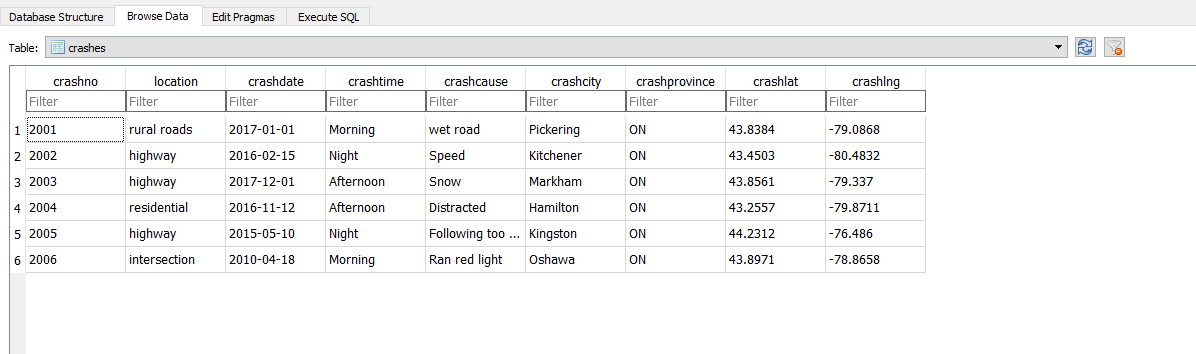 Database Structure Browse Data Edit Pragmas Execute SQL
Table: crashes
crashno location crashdate crashtime crashcause crashcity crashprovince crashlat crashlng
Filter Filter Filter Filter Filter Filter Filter Filter Filter
1 2001 rural roads 2017-01-01 Morning wet road Pickering ON 43.8384 -79.0868
2 2002 highway 2016-02-15 Night Speed Kitchener ON 43.4503 -80.4832
3 2003 highway 2017-12-01 Afternoon Snow Markham ON 43.8561 -79.337
4 2004 residential 2016-11-12 Afternoon Distracted Hamilton ON 43.2557 -79.8711
5 2005 highway 2015-05-10 Night Following too ... Kingston ON 44.2312 -76.486
6 2006 intersection 2010-04-18 Morning Ran red light Oshawa ON 43.8971 -78.8658